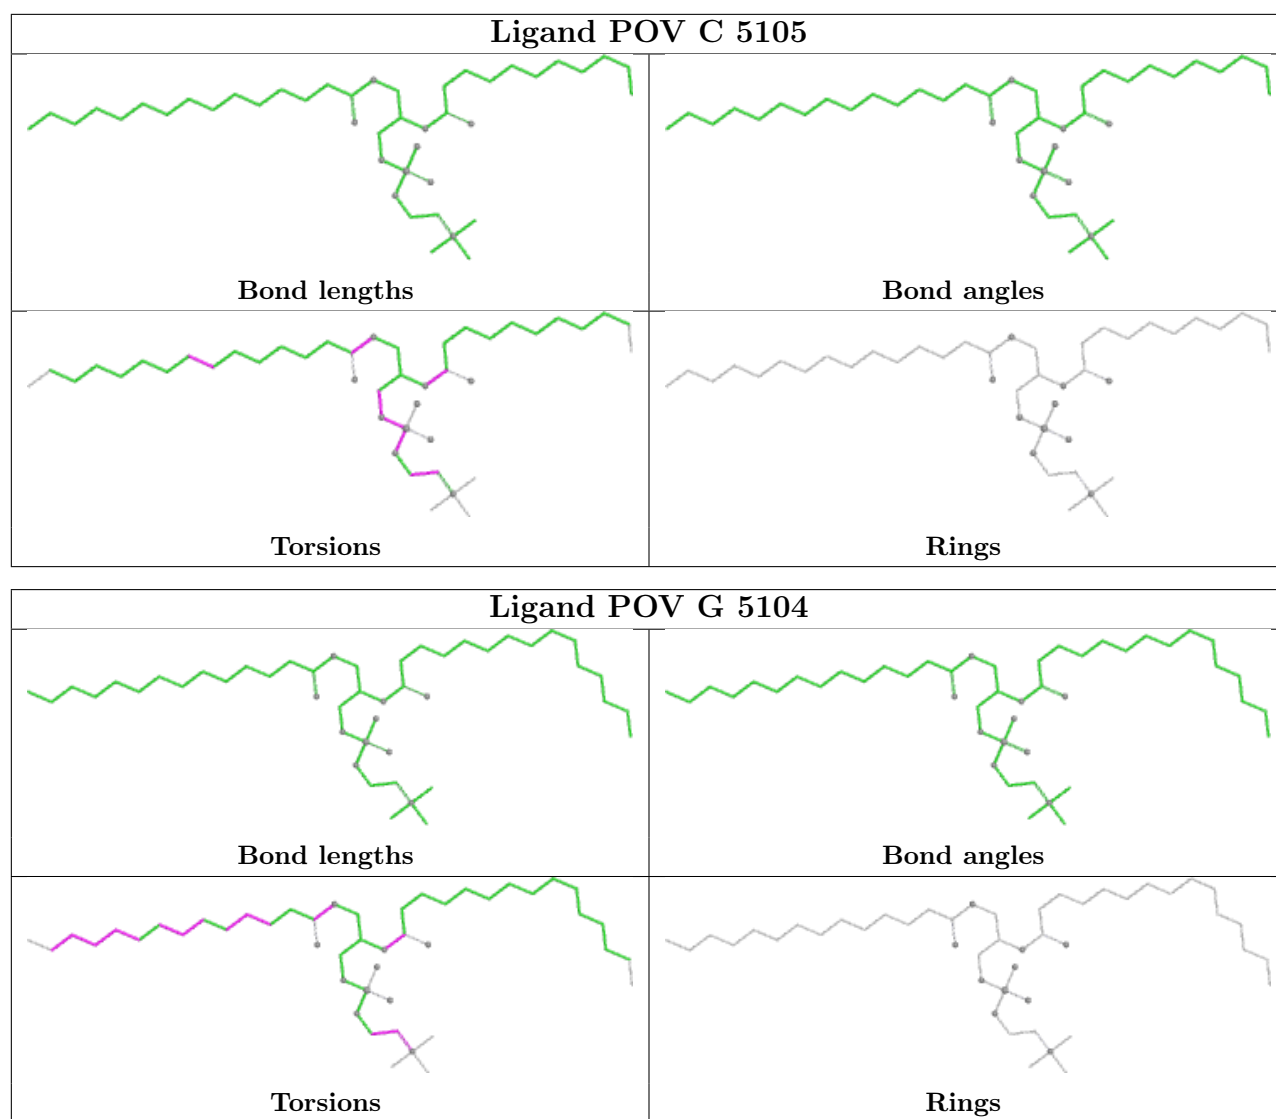 Ligand POV C 5105
Bond lengths
Bond angles
Torsions
Rings
Ligand POV G 5104
Bond lengths
Bond angles
Torsions
Rings